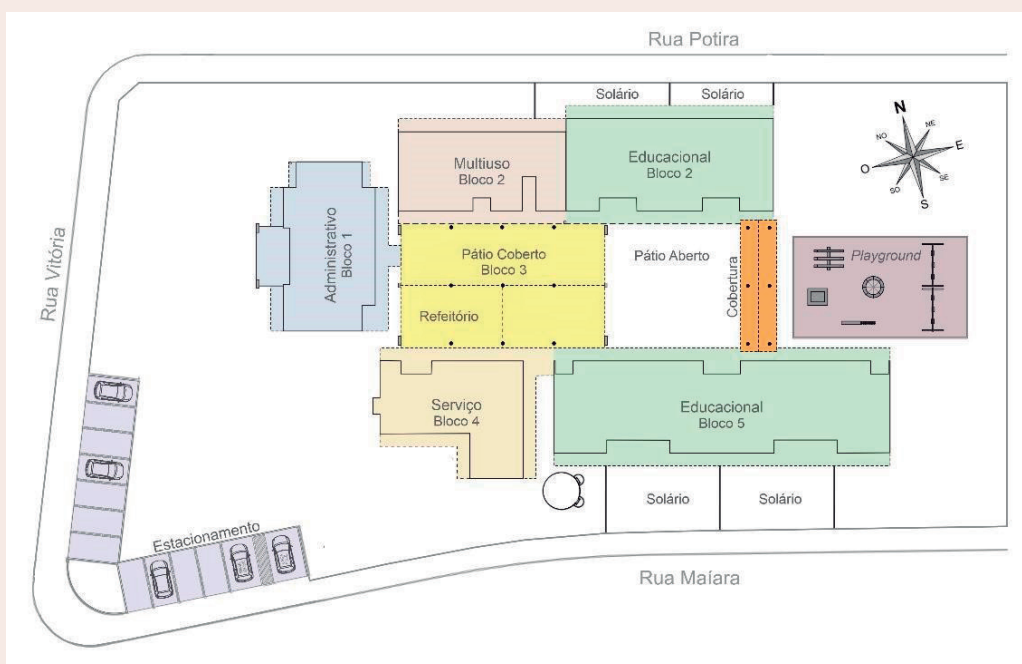 Rua Potira
Solário
Solário
N
NE
E
SE
S
SO
O
NO
Multiuso
Bloco 2
Educacional
Bloco 2
Administrativo
Bloco 1
Pátio Coberto
Bloco 3
Pátio Aberto
Cobertura
Playground
Rua Vitória
Refeitório
Serviço
Bloco 4
Educacional
Bloco 5
Solário
Solário
Estacionamento
Rua Maíara